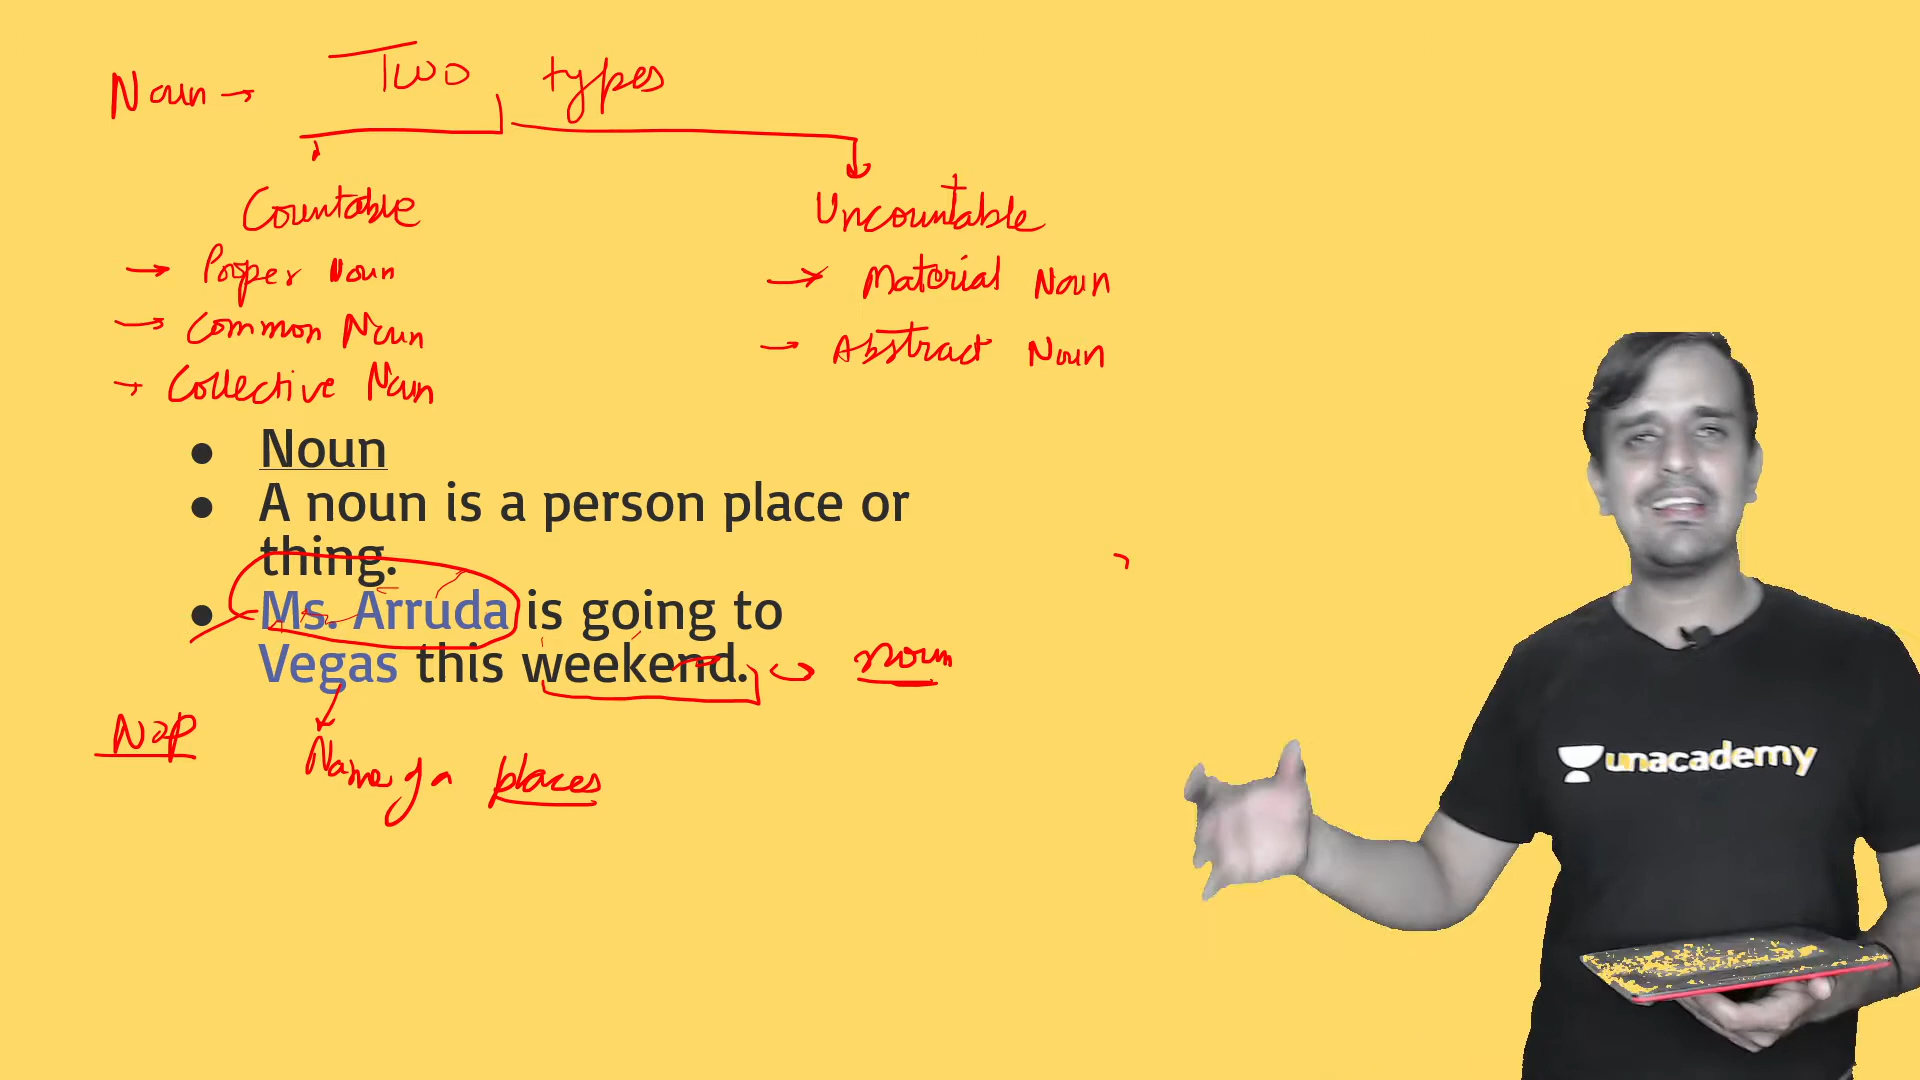 Noun → Two types
Countable
Uncountable
→ Proper Noun
→ Material Noun
→ Common Noun
→ Abstract Noun
→ Collective Noun
• Noun
• A noun is a person place or
thing.
• Ms. Arruda is going to
Vegas this weekend.
noun
NOP
Name of a places
unacademy